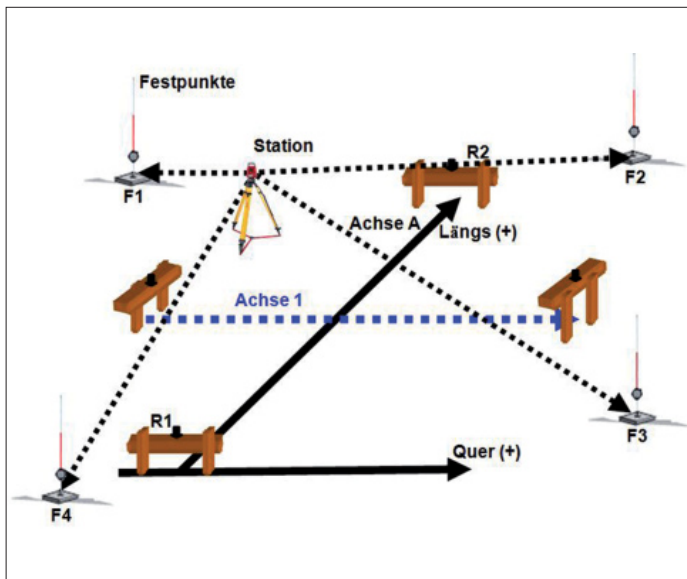 Festpunkte
Station
R2
F1
F2
Achse A
Längs (+)
Achse 1
R1
F3
Quer (+)
F4